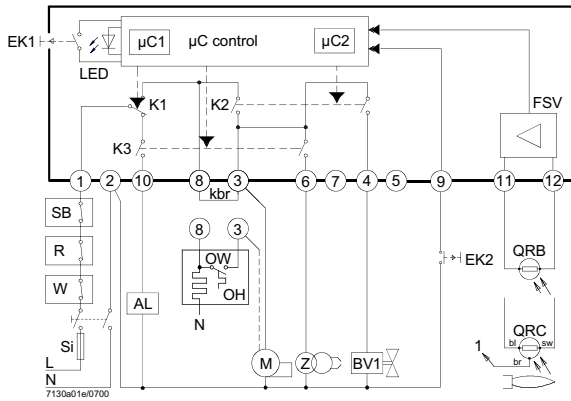 EK1
LED
µC1
µC control
µC2
FSV
K1
K2
K3
1 2 10 8 3 6 7 4 5 9 11 12
kbr
SB
R
W
8 3
OW
OH
N
EK2
QRB
AL
Si
L
N
M
Z
BV1
1
QRC
bl
sw
br
7130a01e/0700